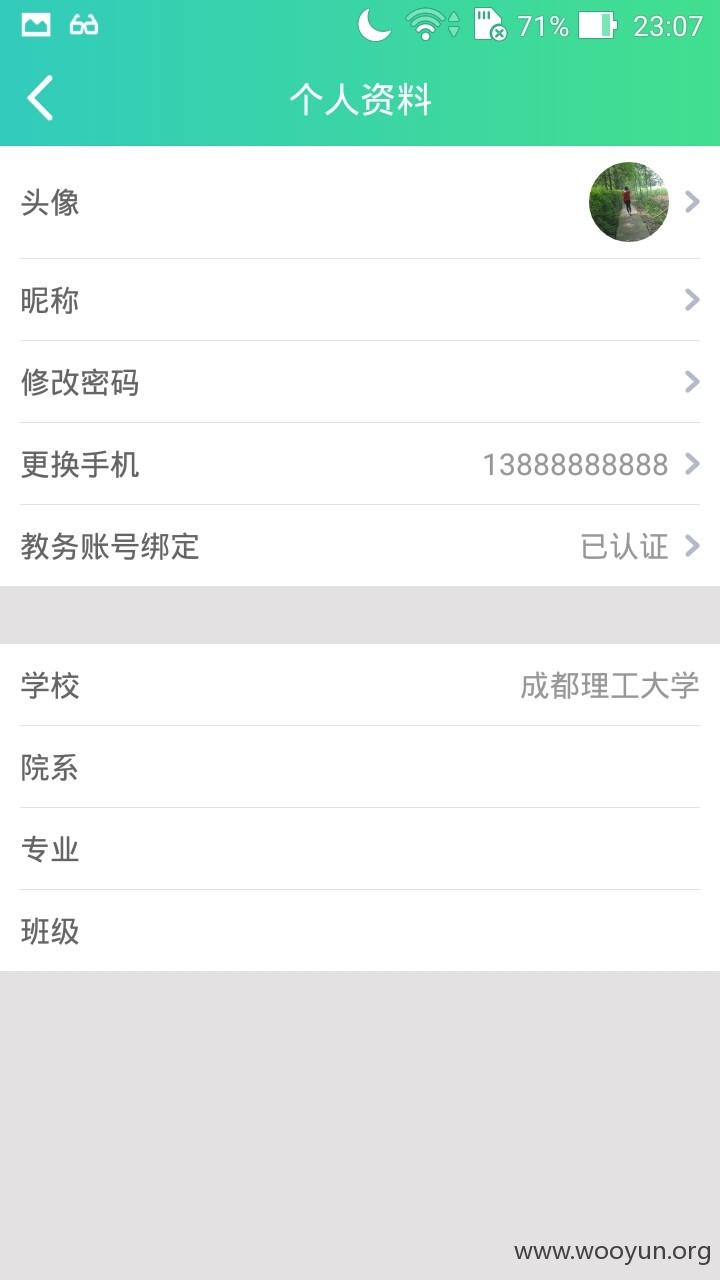 71% 23:07
个人资料
头像
昵称
修改密码
更换手机 13888888888
教务账号绑定 已认证
学校 成都理工大学
院系
专业
班级
www.wooyun.org